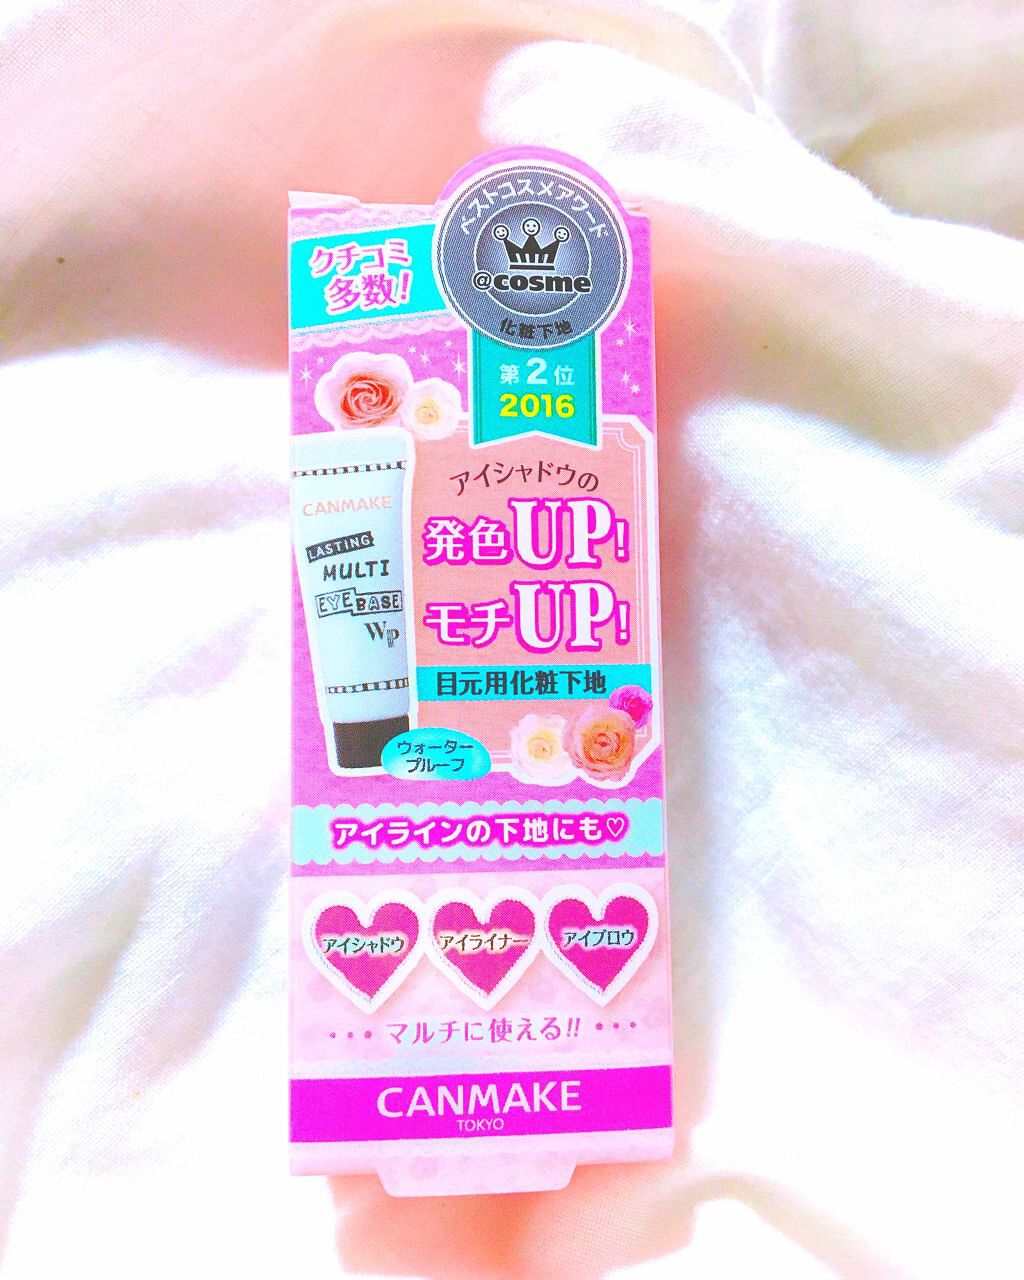 ベストコスメアワード
@cosme
化粧下地
第2位
2016
クチコミ
多数!
アイシャドウの
発色UP!
モチUP!
目元用化粧下地
CANMAKE
LASTING
MULTI
EYE BASE
WP
ウォーター
プルーフ
アイラインの下地にも♡
アイシャドウ
アイライナー
アイブロウ
・・・マルチに使える!!・・・
CANMAKE
TOKYO